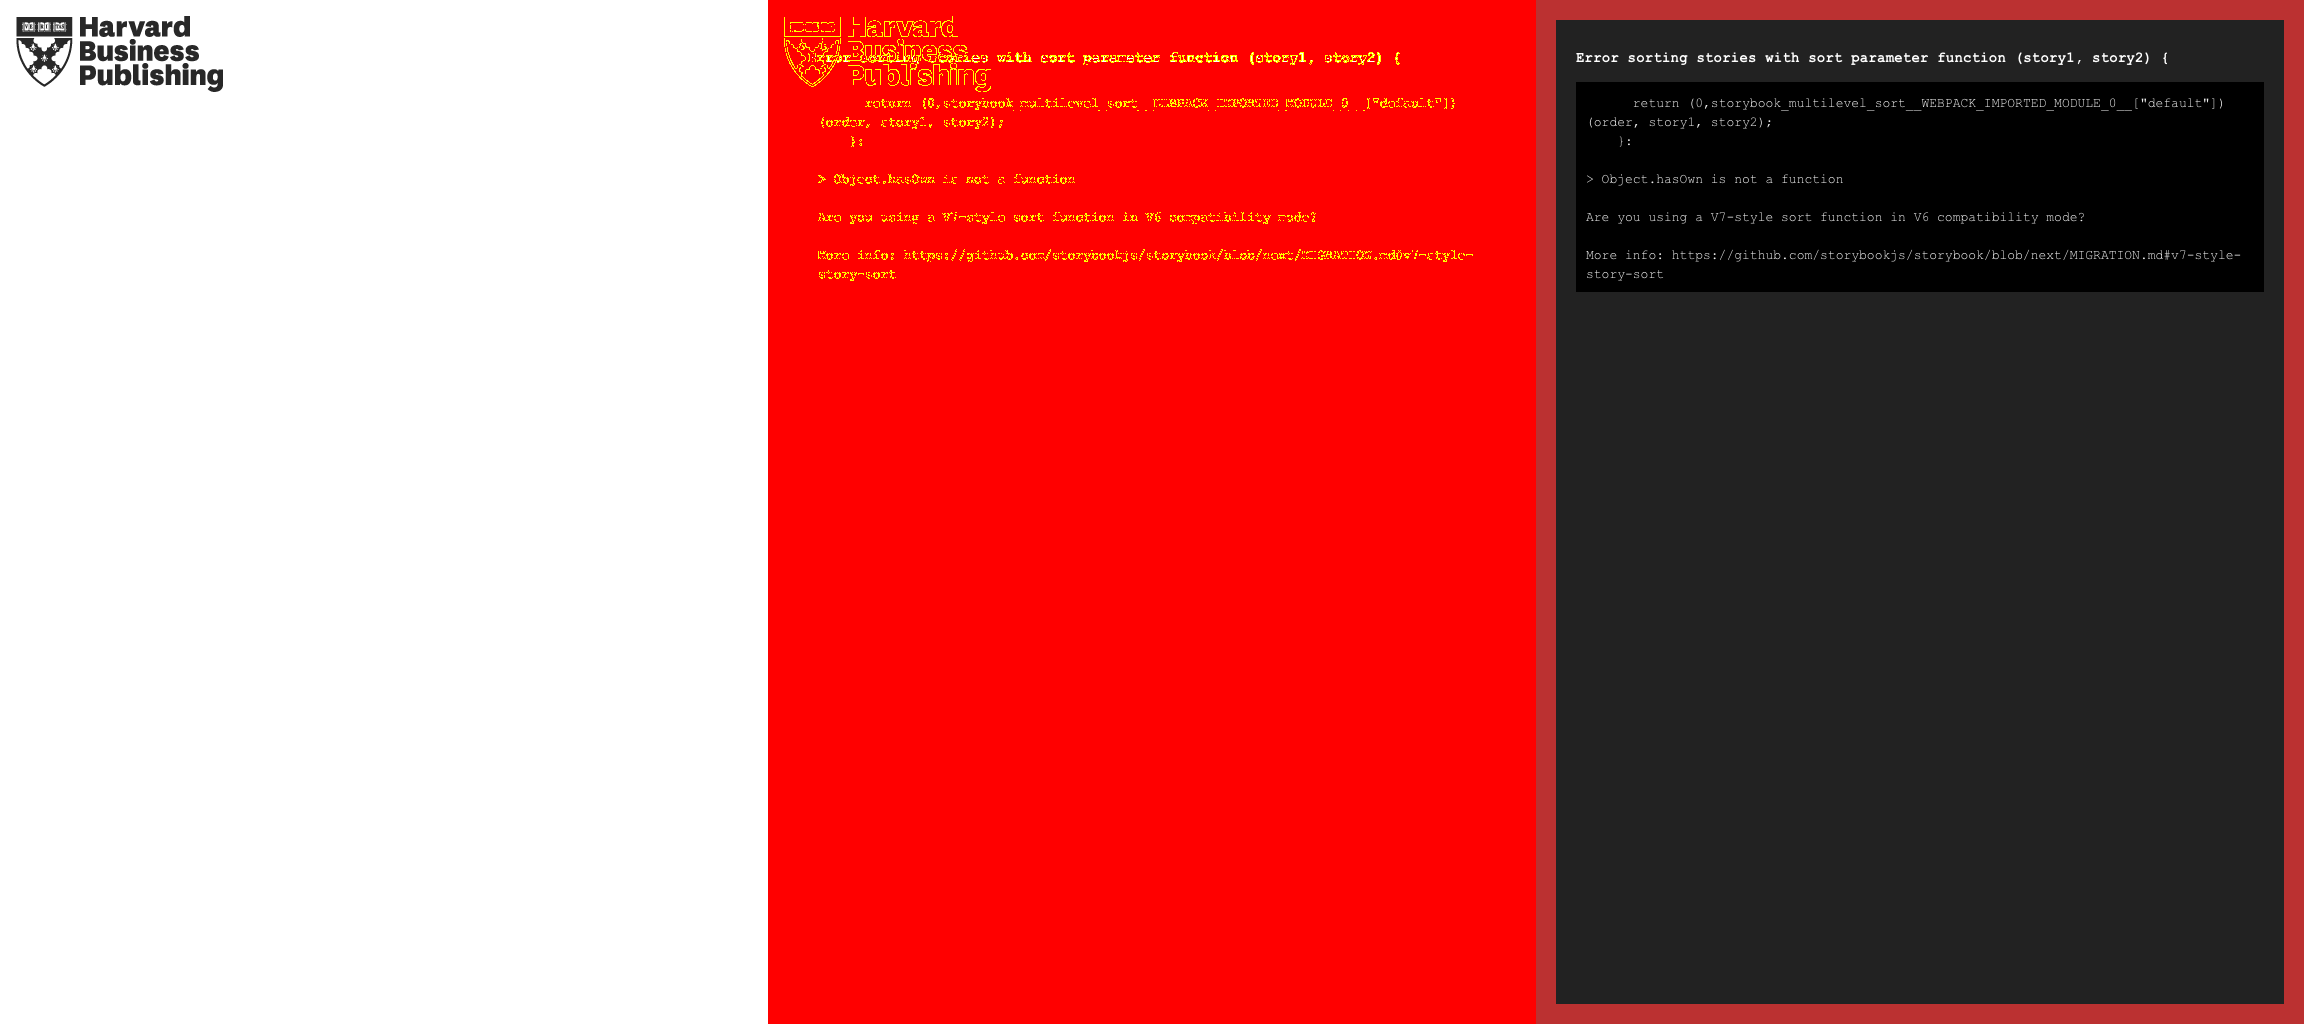 Harvard
Business
Publishing
Harvard
Business
Publishing
Error sorting stories with sort parameter function (story1, story2) {
return (0,storybook_multilevel_sort__WEBPACK_IMPORTED_MODULE_0__["default"])
(order, story1, story2);
}:
> Object.hasOwn is not a function
Are you using a V7-style sort function in V6 compatibility mode?
More info: https://github.com/storybookjs/storybook/blob/next/MIGRATION.md#v7-style-
story-sort
Error sorting stories with sort parameter function (story1, story2) {
return (0,storybook_multilevel_sort__WEBPACK_IMPORTED_MODULE_0__["default"])
(order, story1, story2);
}:
> Object.hasOwn is not a function
Are you using a V7-style sort function in V6 compatibility mode?
More info: https://github.com/storybookjs/storybook/blob/next/MIGRATION.md#v7-style-
story-sort